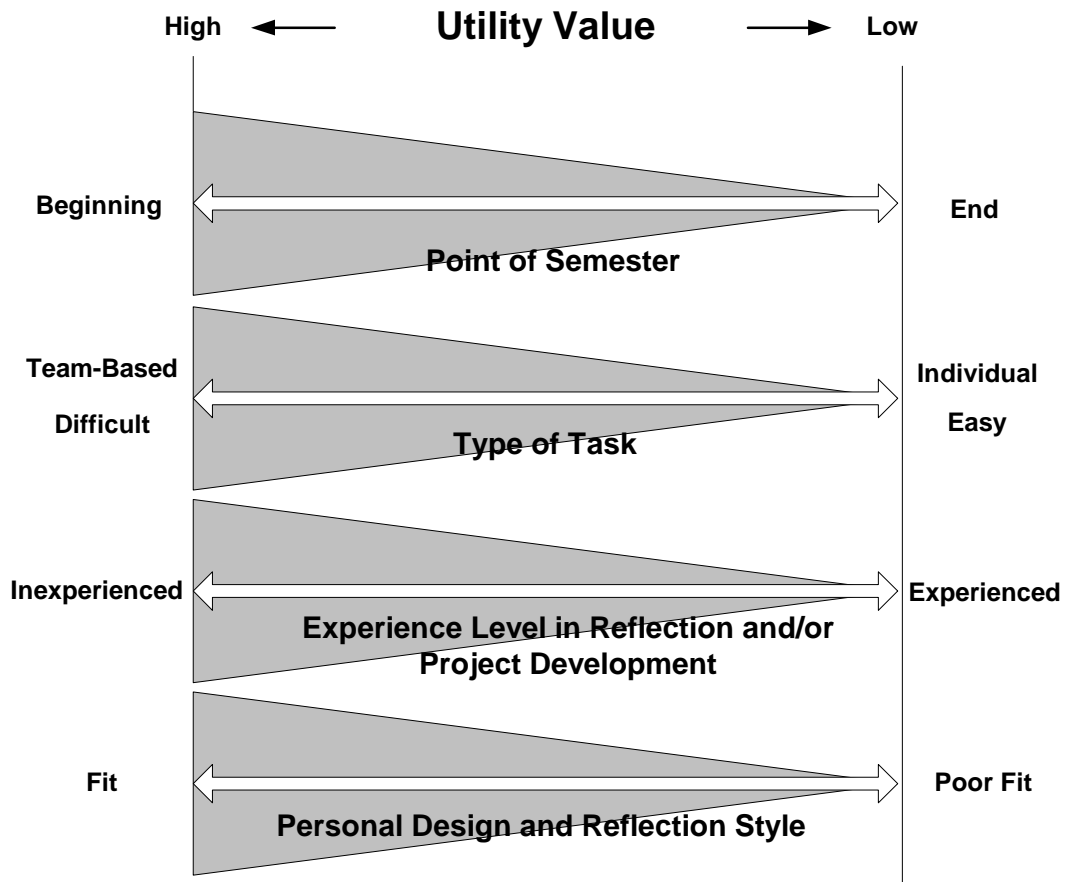 High Utility Value Low
Beginning End
Point of Semester
Team-Based Individual
Difficult Easy
Type of Task
Inexperienced Experienced
Experience Level in Reflection and/or
Project Development
Fit Poor Fit
Personal Design and Reflection Style